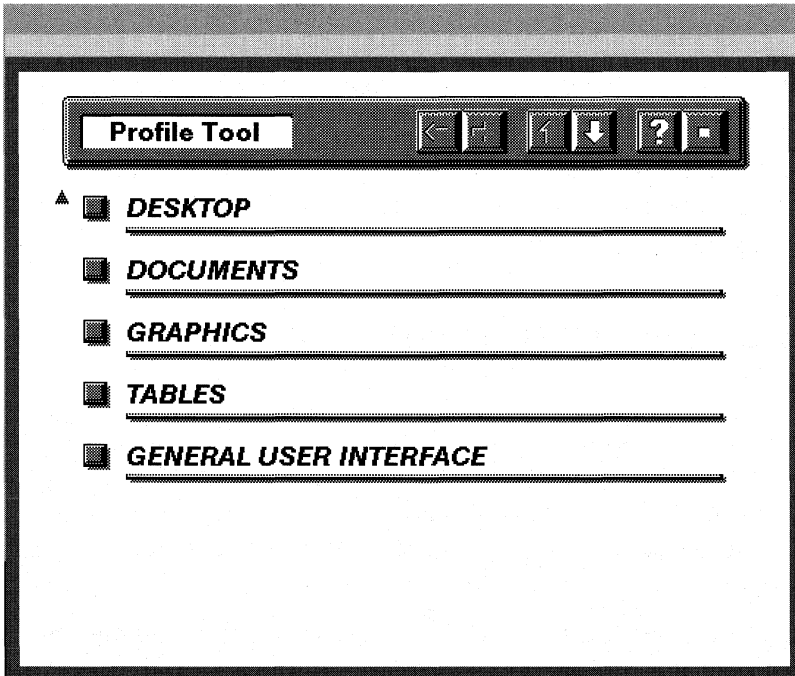 Profile Tool
?
DESKTOP
DOCUMENTS
GRAPHICS
TABLES
GENERAL USER INTERFACE